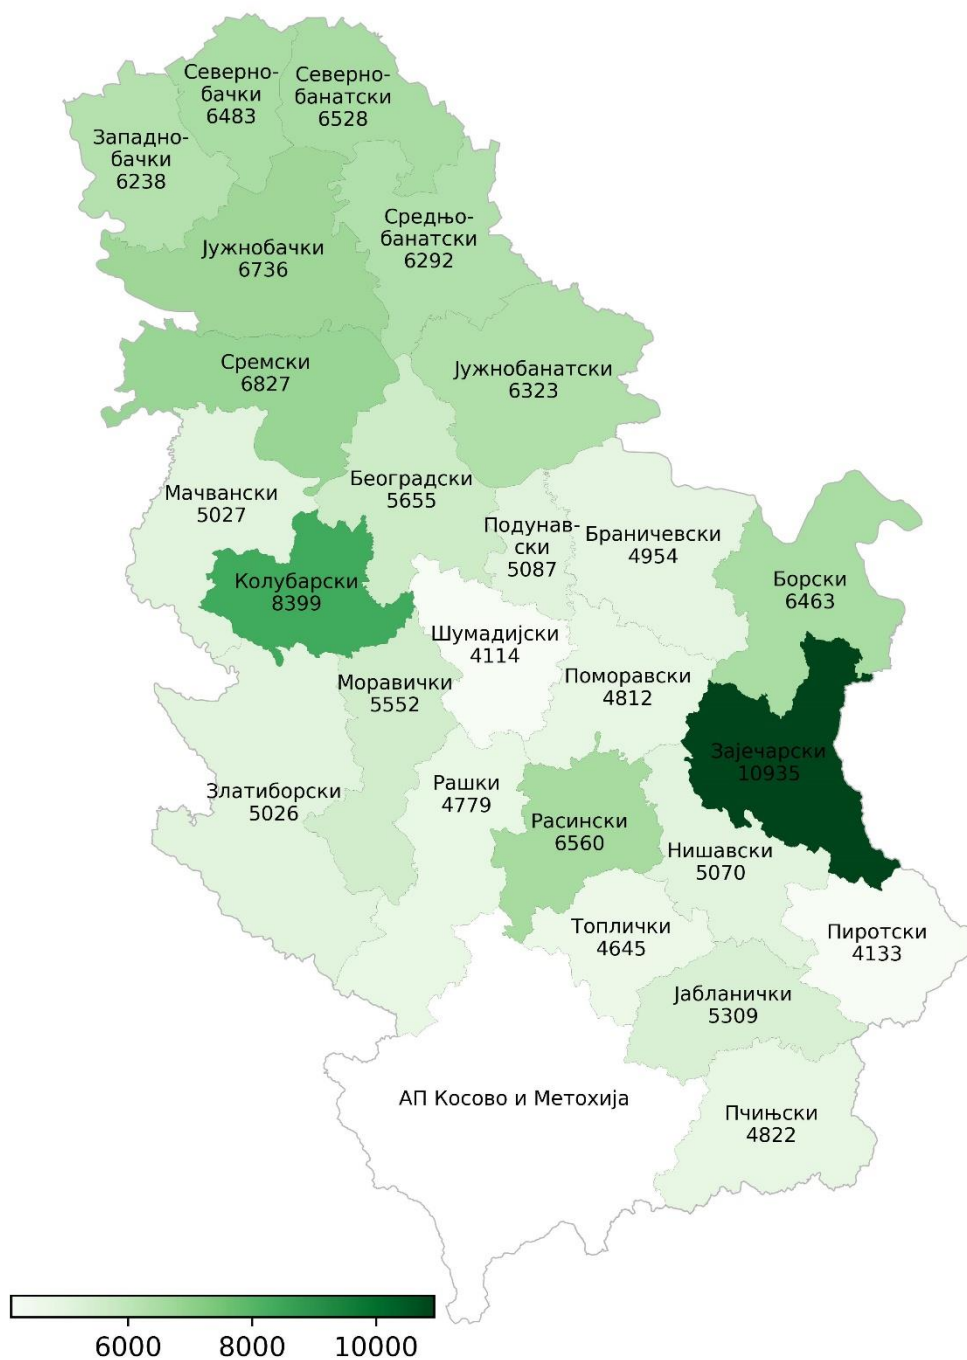 Северно-
бачки
6483
Северно-
банатски
6528
Западно-
бачки
6238
Средњо-
банатски
6292
Јужнобачки
6736
Сремски
6827
Јужнобанатски
6323
Мачвански
5027
Београдски
5655
Подунав-
ски
5087
Браничевски
4954
Колубарски
8399
Борски
6463
Шумадијски
4114
Моравички
5552
Поморавски
4812
Зајечарски
10935
Златиборски
5026
Рашки
4779
Расински
6560
Нишавски
5070
Топлички
4645
Пиротски
4133
Јабланички
5309
АП Косово и Метохија
Пчињски
4822
6000 8000 10000